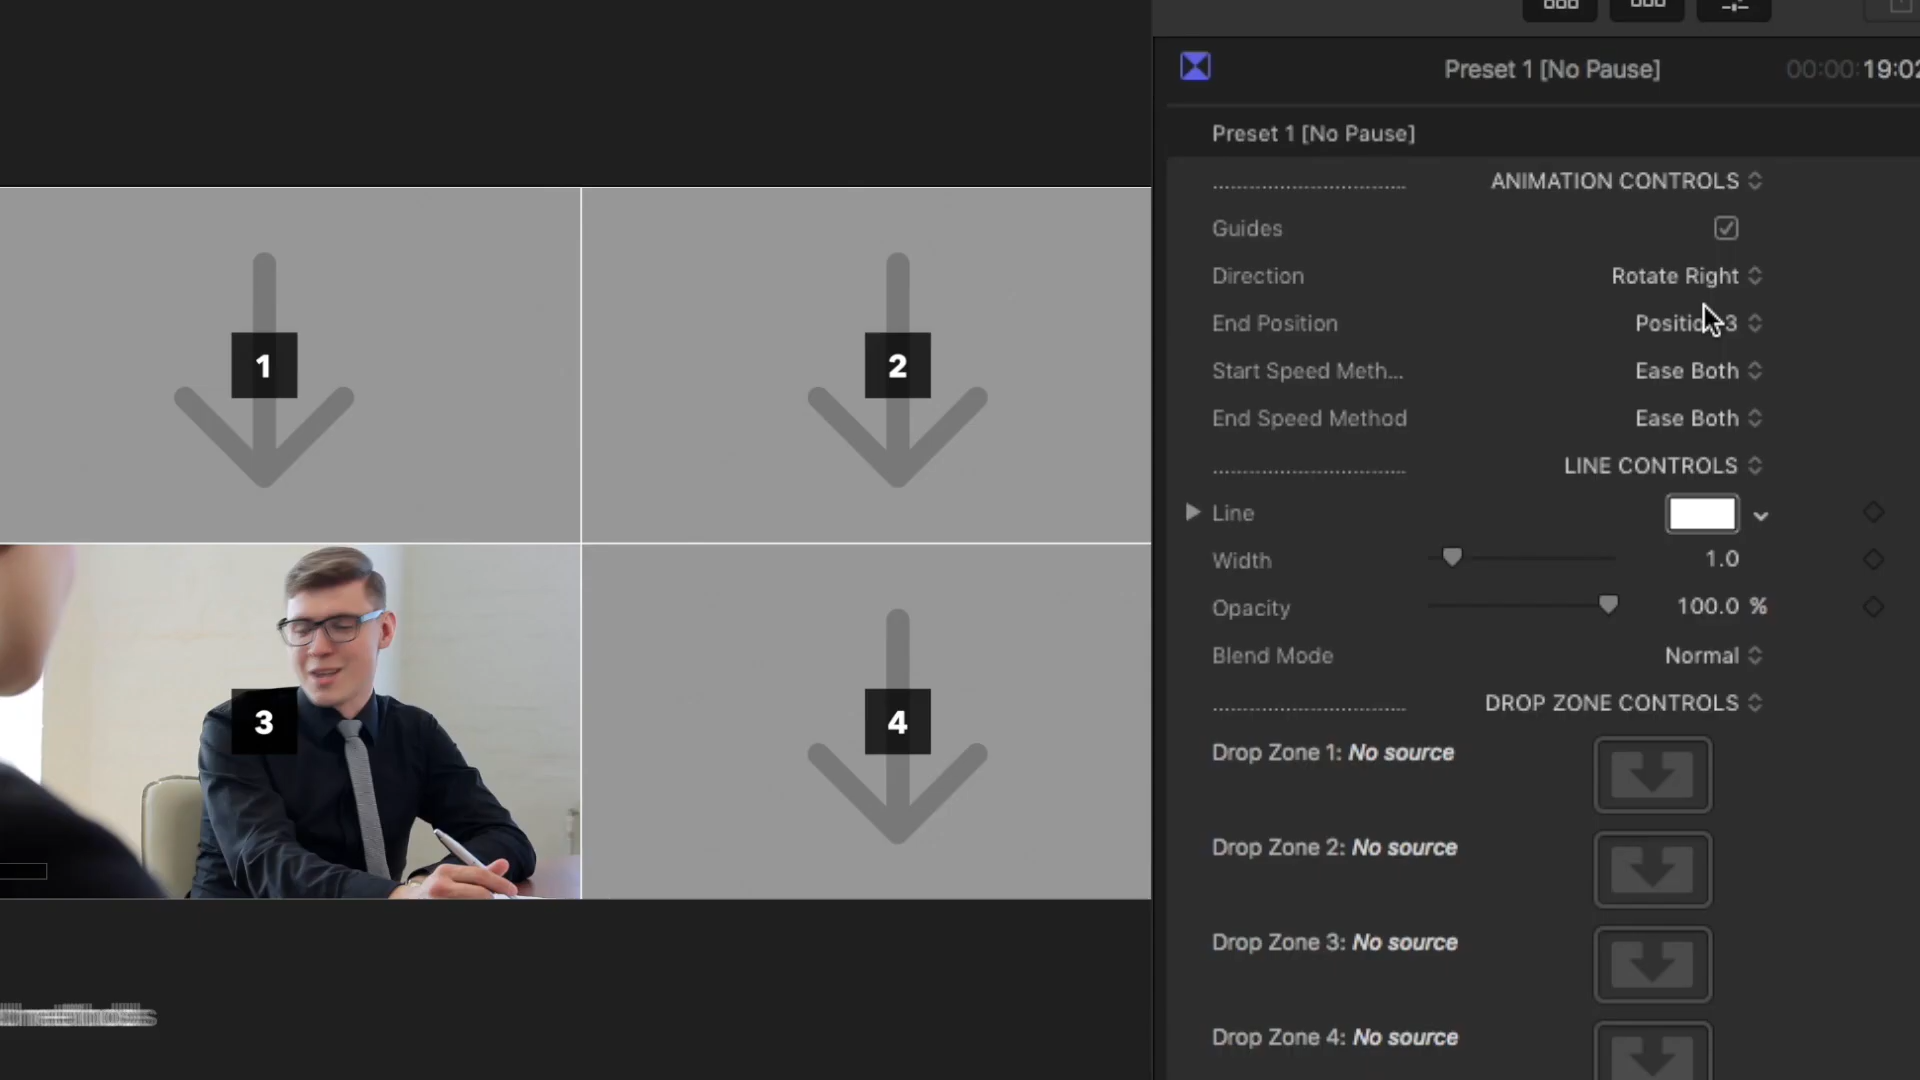 Preset 1 [No Pause]
00:00:19:02
Preset 1 [No Pause]
ANIMATION CONTROLS
Guides
Direction Rotate Right
End Position 3
Start Speed Meth... Ease Both
End Speed Method Ease Both
LINE CONTROLS
Line
Width 1.0
Opacity 100.0 %
Blend Mode Normal
DROP ZONE CONTROLS
Drop Zone 1: No source
Drop Zone 2: No source
Drop Zone 3: No source
Drop Zone 4: No source
1
2
3
4